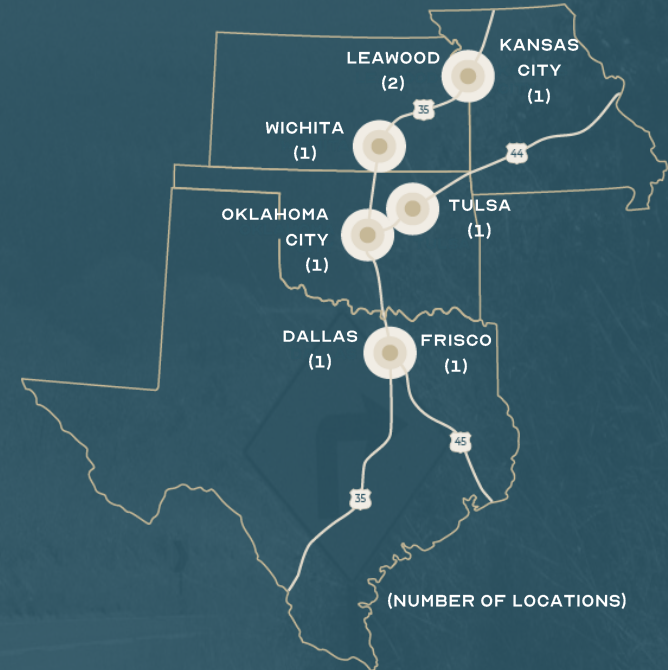 LEAWOOD
(2)
KANSAS
CITY
(1)
35
WICHITA
(1)
44
OKLAHOMA
CITY
(1)
TULSA
(1)
DALLAS
(1)
FRISCO
(1)
45
35
(NUMBER OF LOCATIONS)